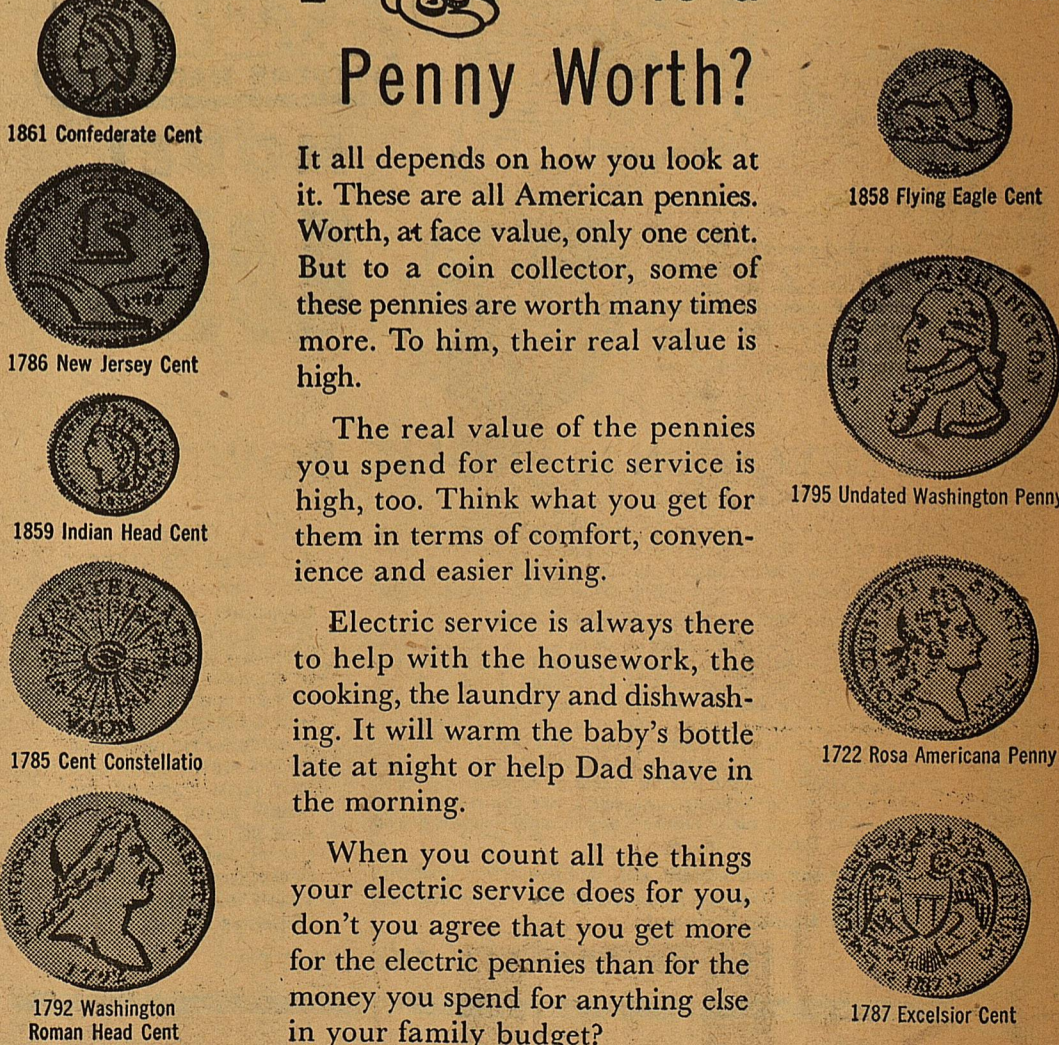 Penny Worth?
It all depends on how you look at
it. These are all American pennies.
Worth, at face value, only one cent.
But to a coin collector, some of
these pennies are worth many times
more. To him, their real value is
high.
The real value of the pennies
you spend for electric service is
high, too. Think what you get for
them in terms of comfort, conven-
ience and easier living.
Electric service is always there
to help with the housework, the
cooking, the laundry and dishwash-
ing. It will warm the baby's bottle
late at night or help Dad shave in
the morning.
When you count all the things
your electric service does for you,
don't you agree that you get more
for the electric pennies than for the
money you spend for anything else
in your family budget?
1861 Confederate Cent
1786 New Jersey Cent
1859 Indian Head Cent
CONSTELLATIO
NOVA
1785 Cent Constellatio
WASHINGTON PRESIDENT
1792
1792 Washington
Roman Head Cent
1858 Flying Eagle Cent
GEORGE WASHINGTON
1795 Undated Washington Penny
1722 Rosa Americana Penny
1787 Excelsior Cent